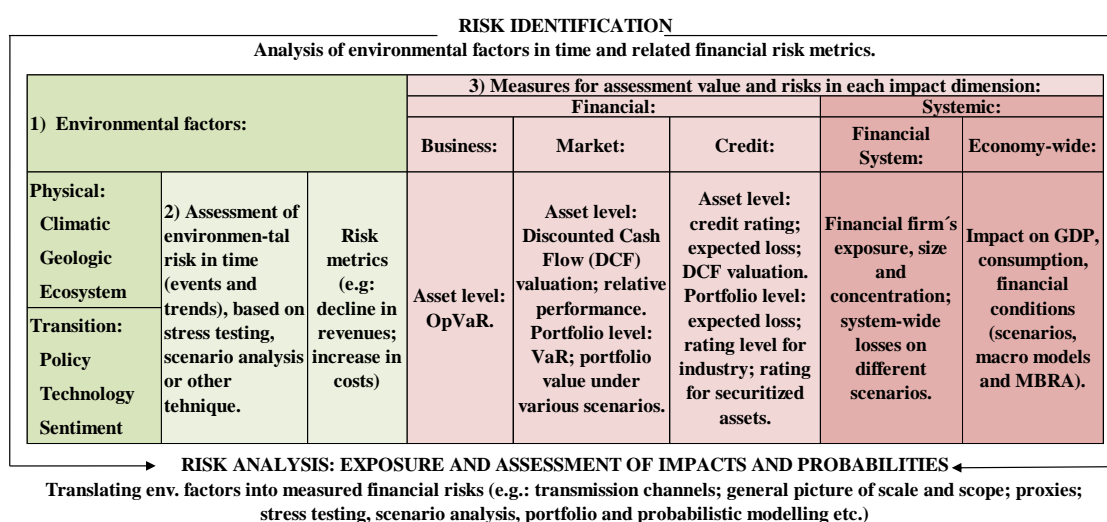 RISK IDENTIFICATION
Analysis of environmental factors in time and related financial risk metrics.
3) Measures for assessment value and risks in each impact dimension:
1) Environmental factors:
Financial:
Systemic:
Business:
Market:
Credit:
Financial
System:
Economy-wide:
Physical:
Climatic
Geologic
Ecosystem
Transition:
Policy
Technology
Sentiment
2) Assessment of
environmen-tal
risk in time
(events and
trends), based on
stress testing,
scenario analysis
or other
tehnique.
Risk
metrics
(e.g:
decline in
revenues;
increase in
costs)
Asset level:
OpVaR.
Asset level:
Discounted Cash
Flow (DCF)
valuation; relative
performance.
Portfolio level:
VaR; portfolio
value under
various scenarios.
Asset level:
credit rating;
expected loss;
DCF valuation.
Portfolio level:
expected loss;
rating level for
industry; rating
for securitized
assets.
Financial firm´s
exposure, size
and
concentration;
system-wide
losses on
different
scenarios.
Impact on GDP,
consumption,
financial
conditions
(scenarios,
macro models
and MBRA).
RISK ANALYSIS: EXPOSURE AND ASSESSMENT OF IMPACTS AND PROBABILITIES
Translating env. factors into measured financial risks (e.g.: transmission channels; general picture of scale and scope; proxies;
stress testing, scenario analysis, portfolio and probabilistic modelling etc.)